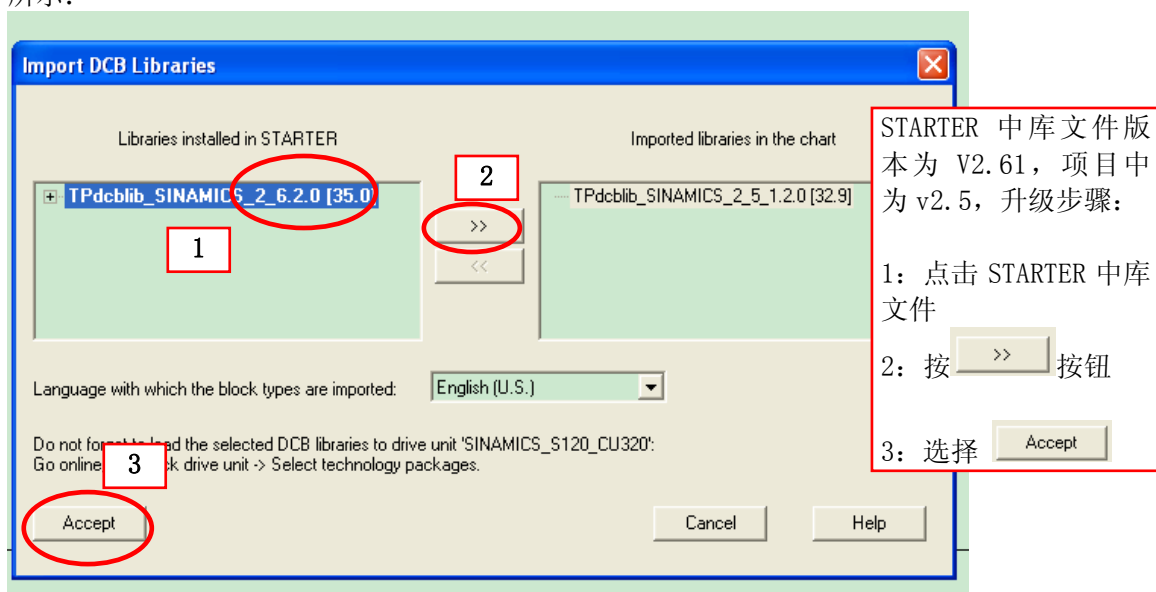 所示：
Import DCB Libraries
Libraries installed in STARTER
Imported libraries in the chart
TPdcblib_SINAMICS_2_6.2.0 [35.0]
TPdcblib_SINAMICS_2_5_1.2.0 [32.9]
1
2
>>
<<
Language with which the block types are imported:
English (U.S.)
Do not forget to load the selected DCB libraries to drive unit 'SINAMICS_S120_CU320':
Go online ck drive unit -> Select technology packages.
3
Accept
Cancel
Help
STARTER 中库文件版
本为 V2.61，项目中
为 v2.5，升级步骤：
1：点击 STARTER 中库
文件
2：按 >> 按钮
3：选择 Accept